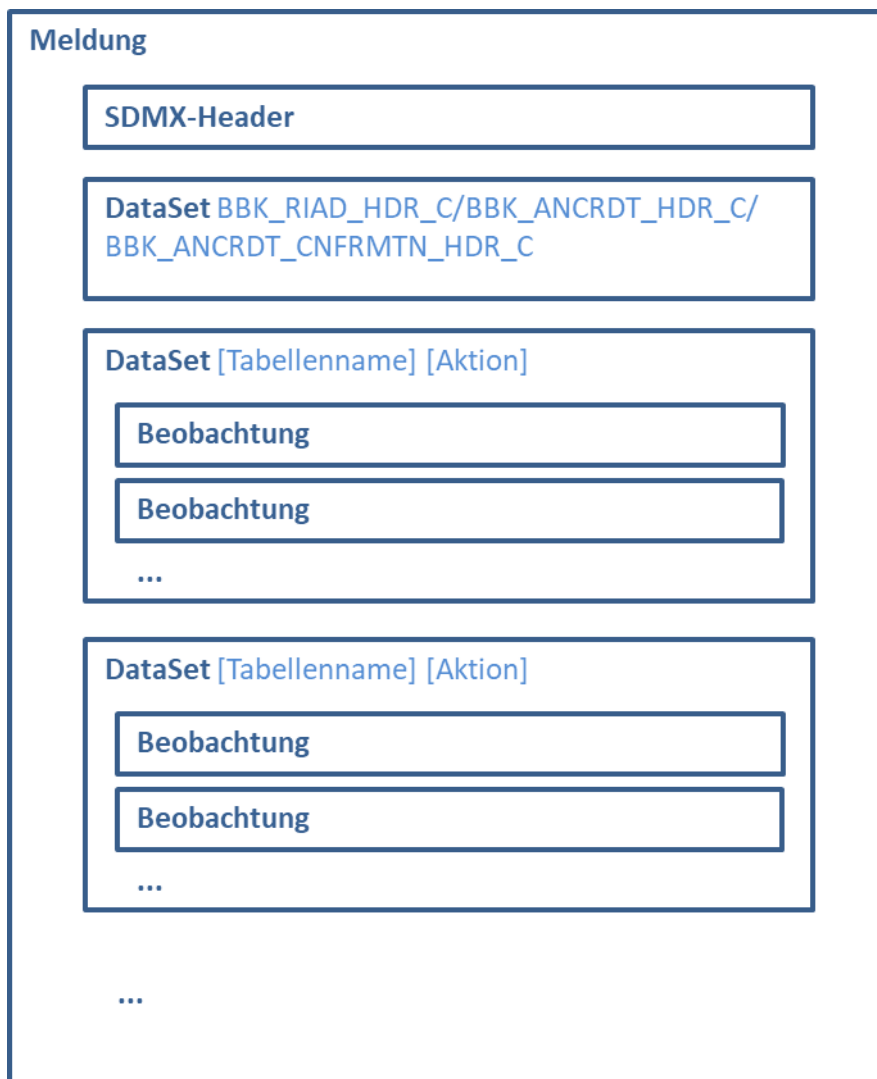 Meldung
SDMX-Header
DataSet BBK_RIAD_HDR_C/BBK_ANCRDT_HDR_C/
BBK_ANCRDT_CNFRMTN_HDR_C
DataSet [Tabellenname] [Aktion]
Beobachtung
Beobachtung
...
DataSet [Tabellenname] [Aktion]
Beobachtung
Beobachtung
...
...